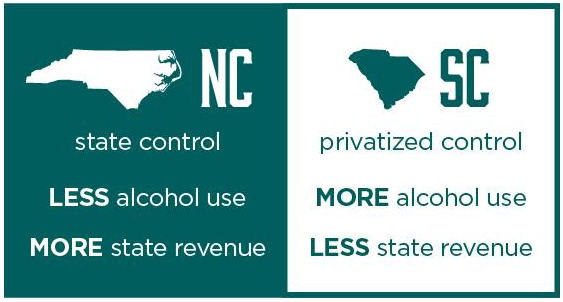 NC
state control
LESS alcohol use
MORE state revenue
SC
privatized control
MORE alcohol use
LESS state revenue